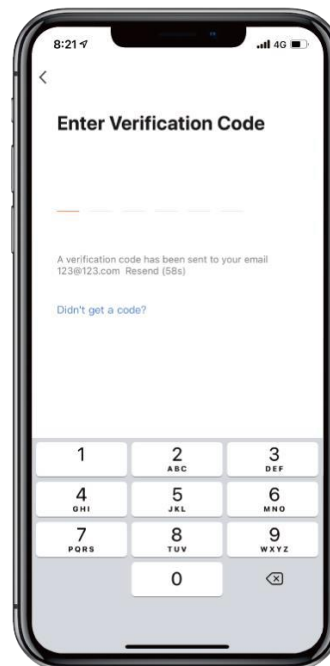 8:21
4G
Enter Verification Code
A verification code has been sent to your email
123@123.com Resend (58s)
Didn't get a code?
1
2
ABC
3
DEF
4
GHI
5
JKL
6
MNO
7
PQRS
8
TUV
9
WXYZ
0